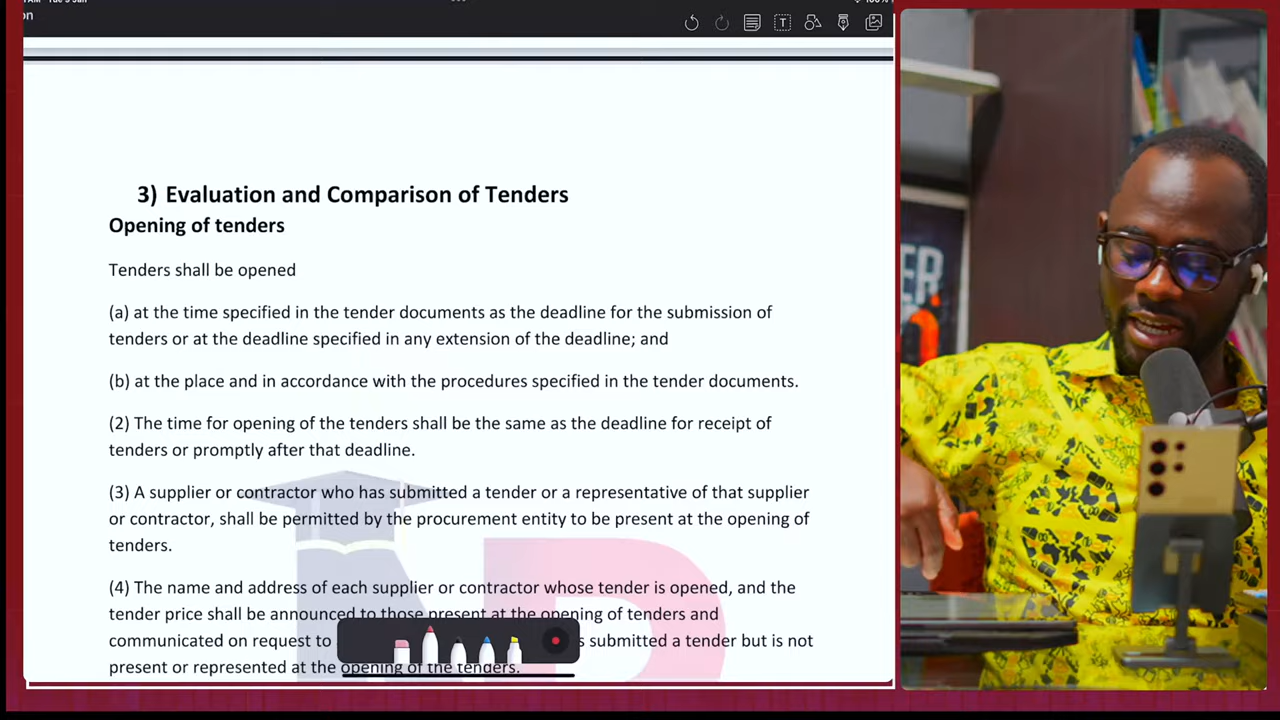 on
3) Evaluation and Comparison of Tenders
Opening of tenders
Tenders shall be opened
(a) at the time specified in the tender documents as the deadline for the submission of
tenders or at the deadline specified in any extension of the deadline; and
(b) at the place and in accordance with the procedures specified in the tender documents.
(2) The time for opening of the tenders shall be the same as the deadline for receipt of
tenders or promptly after that deadline.
(3) A supplier or contractor who has submitted a tender or a representative of that supplier
or contractor, shall be permitted by the procurement entity to be present at the opening of
tenders.
(4) The name and address of each supplier or contractor whose tender is opened, and the
tender price shall be announced to those present at the opening of tenders and
communicated on request to s submitted a tender but is not
present or represented at the opening of the tenders.
T
ER